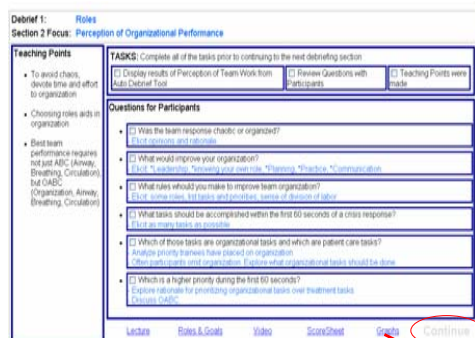 Debrief 1: Roles
Section 2 Focus: Perception of Organizational Performance
Teaching Points
To avoid chaos,
devote time and effort
to organization
Choosing roles aids in
organization
Best team
performance requires
not just ABC (Airway,
Breathing, Circulation),
but OABC
(Organization, Airway,
Breathing, Circulation)
TASKS: Complete all of the tasks prior to continuing to the next debriefing section
Display results of Perception of Team Work from
Auto Debrief Tool
Review Questions with
Participants
Teaching Points were
made
Questions for Participants
Was the team response chaotic or organized?
Elicit opinions and rationale
What would improve your organization?
Elicit: *Leadership, *knowing your own role, *Planning, *Practice, *Communication
What rules whould you make to improve team organization?
Elicit: some roles, list tasks and priorities, sense of division of labor
What tasks should be accomplished within the first 60 seconds of a crisis response?
Elicit as many tasks as possible
Which of those tasks are organizational tasks and which are patient care tasks?
Analyze priority trainees have placed on organization
Often participants omit organization. Explore what organizational tasks should be done
Which is a higher priority during the first 60 seconds?
Explore rationale for prioritizing organizational tasks over treatment tasks.
Discuss OABC
Lecture Roles & Goals Video ScoreSheet Graphs Continue